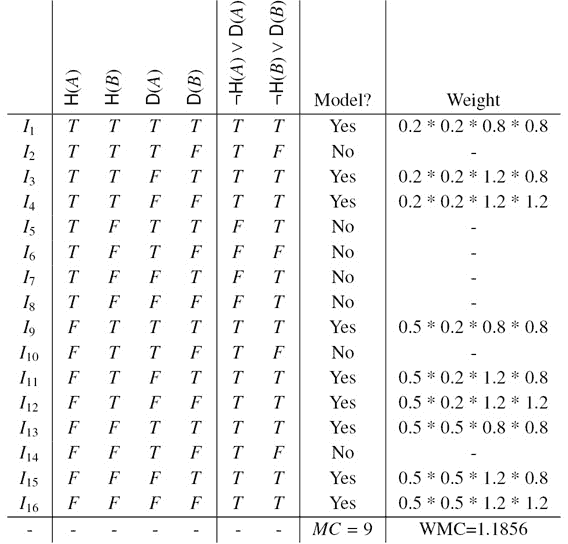 H(A) H(B) D(A) D(B) ¬H(A) ∨ D(A) ¬H(B) ∨ D(B) Model? Weight
I1 T T T T T T Yes 0.2 * 0.2 * 0.8 * 0.8
I2 T T T F T F No -
I3 T T F T T T Yes 0.2 * 0.2 * 1.2 * 0.8
I4 T T F F T T Yes 0.2 * 0.2 * 1.2 * 1.2
I5 T F T T F T No -
I6 T F T F F F No -
I7 T F F T F T No -
I8 T F F F F T No -
I9 F T T T T T Yes 0.5 * 0.2 * 0.8 * 0.8
I10 F T T F T F No -
I11 F T F T T T Yes 0.5 * 0.2 * 1.2 * 0.8
I12 F T F F T T Yes 0.5 * 0.2 * 1.2 * 1.2
I13 F F T T T T Yes 0.5 * 0.5 * 0.8 * 0.8
I14 F F T F T F No -
I15 F F F T T T Yes 0.5 * 0.5 * 1.2 * 0.8
I16 F F F F T T Yes 0.5 * 0.5 * 1.2 * 1.2
- - - - - - - MC = 9 WMC=1.1856